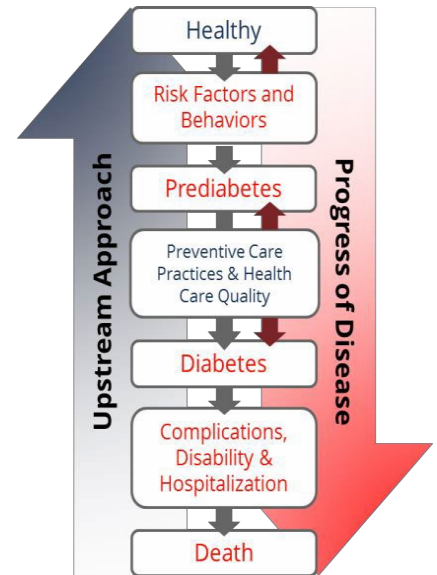 Healthy
Risk Factors and
Behaviors
Prediabetes
Preventive Care
Practices & Health
Care Quality
Diabetes
Complications,
Disability &
Hospitalization
Death
Upstream Approach
Progress of Disease